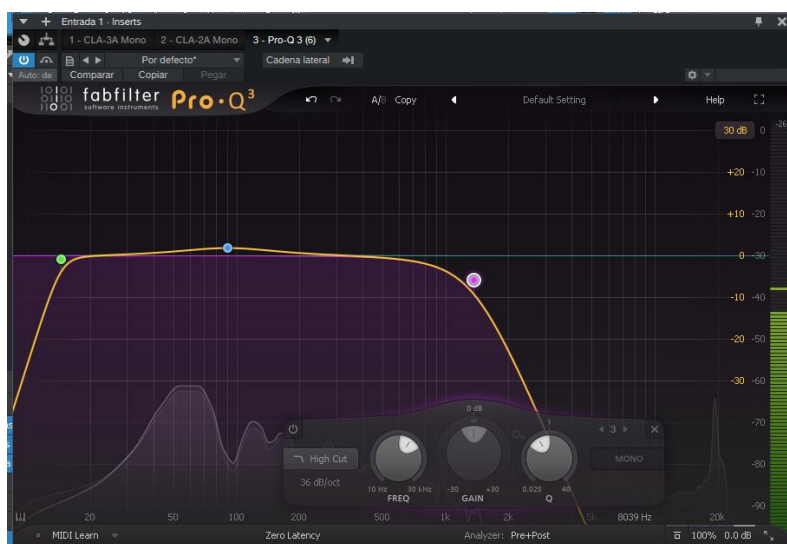 Entrada 1 - Inserts
1 - CLA-3A Mono 2 - CLA-2A Mono 3 - Pro-Q 3 (6)
Por defecto* Cadena lateral
Auto: de Comparar Copiar Pegar
fabfilter Pro·Q3
software instruments
A/B Copy Default Setting Help
30 dB 0 -26
+20 -10
+10 -20
0 -30
-10 -40
-20 -50
-30 -60
-70
0 dB
3
High Cut MONO
-80
36 dB/oct
10 Hz 30 kHz -30 +30 0.025 40
FREQ GAIN Q
-90
20 50 100 200 500 1k 2k 5k 8039 Hz 20k
MIDI Learn Zero Latency Analyzer: Pre+Post 100% 0.0 dB